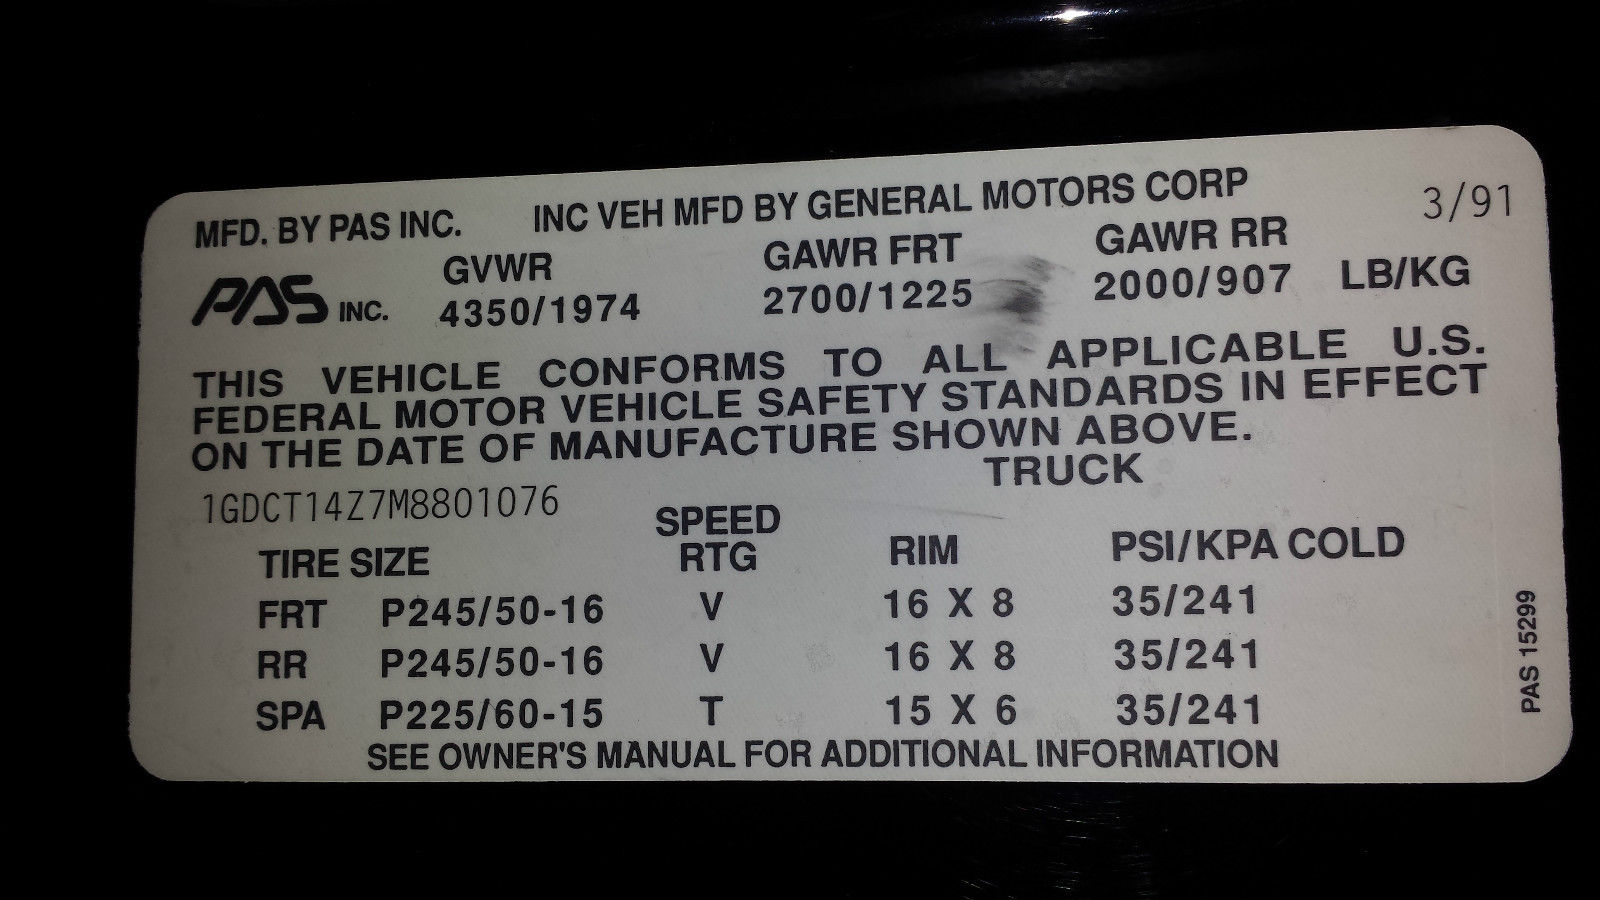 MFD. BY PAS INC. INC VEH MFD BY GENERAL MOTORS CORP 3/91
GVWR GAWR FRT GAWR RR
PAS INC. 4350/1974 2700/1225 2000/907 LB/KG
THIS VEHICLE CONFORMS TO ALL APPLICABLE U.S.
FEDERAL MOTOR VEHICLE SAFETY STANDARDS IN EFFECT
ON THE DATE OF MANUFACTURE SHOWN ABOVE.
TRUCK
1GDCT14Z7M8801076
TIRE SIZE SPEED RTG RIM PSI/KPA COLD
FRT P245/50-16 V 16 X 8 35/241
RR P245/50-16 V 16 X 8 35/241
SPA P225/60-15 T 15 X 6 35/241
SEE OWNER'S MANUAL FOR ADDITIONAL INFORMATION
PAS 15299